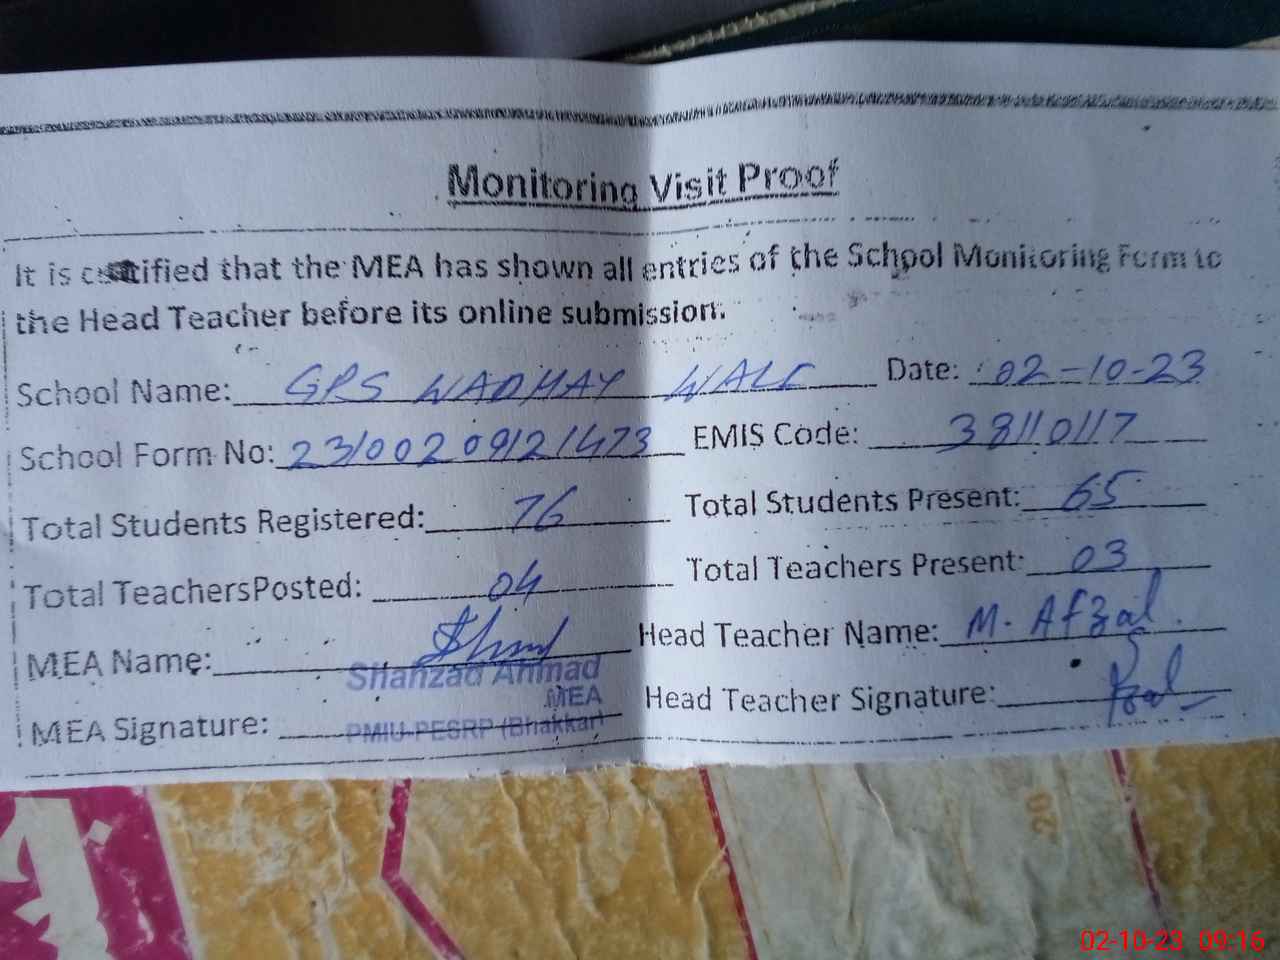 Monitoring Visit Proof
It is certified that the MEA has shown all entries of the School Monitoring Form to
the Head Teacher before its online submission.
School Name: GPS WADHAY WALI Date: 02-10-23
School Form No: 23100209121473 EMIS Code: 38110117
Total Students Registered: 76 Total Students Present: 65
Total TeachersPosted: 04 Total Teachers Present: 03
MEA Name: Head Teacher Name: M. Afzal
Shahzad Ahmad
MEA
MEA Signature: PMIU-PESRP (Bhakkar) Head Teacher Signature:
20
02-10-23 09:16